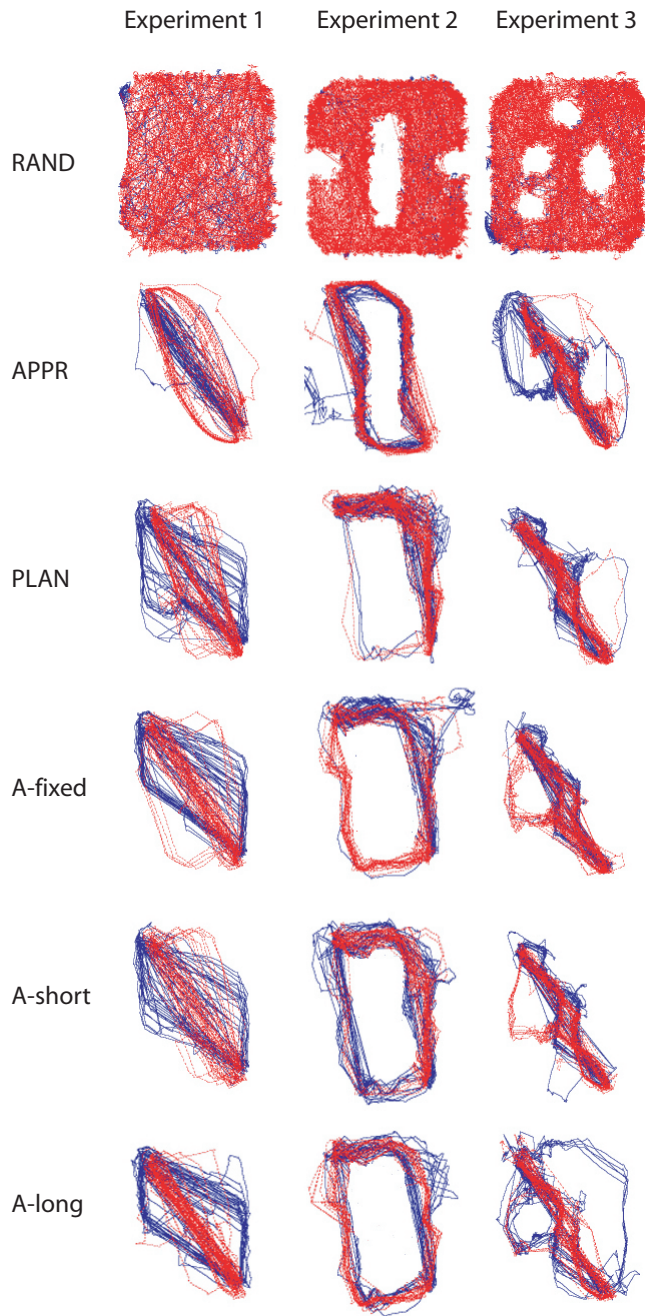 Experiment 1 Experiment 2 Experiment 3
RAND
APPR
PLAN
A-fixed
A-short
A-long